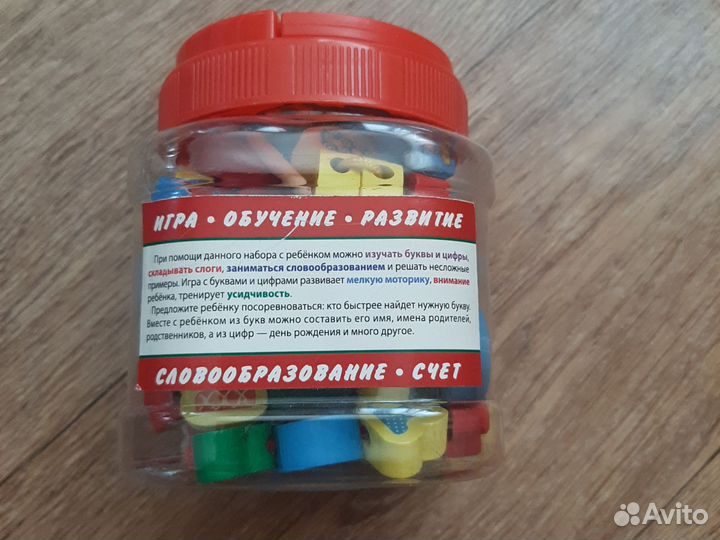 ИГРА • ОБУЧЕНИЕ • РАЗВИТИЕ
При помощи данного набора с ребёнком можно изучать буквы и цифры,
складывать слоги, заниматься словообразованием и решать несложные
примеры. Игра с буквами и цифрами развивает мелкую моторику, внимание
ребёнка, тренирует усидчивость.
Предложите ребёнку посоревноваться: кто быстрее найдет нужную букву.
Вместе с ребёнком из букв можно составить его имя, имена родителей,
родственников, а из цифр — день рождения и много другое.
СЛОВООБРАЗОВАНИЕ • СЧЕТ
Avito